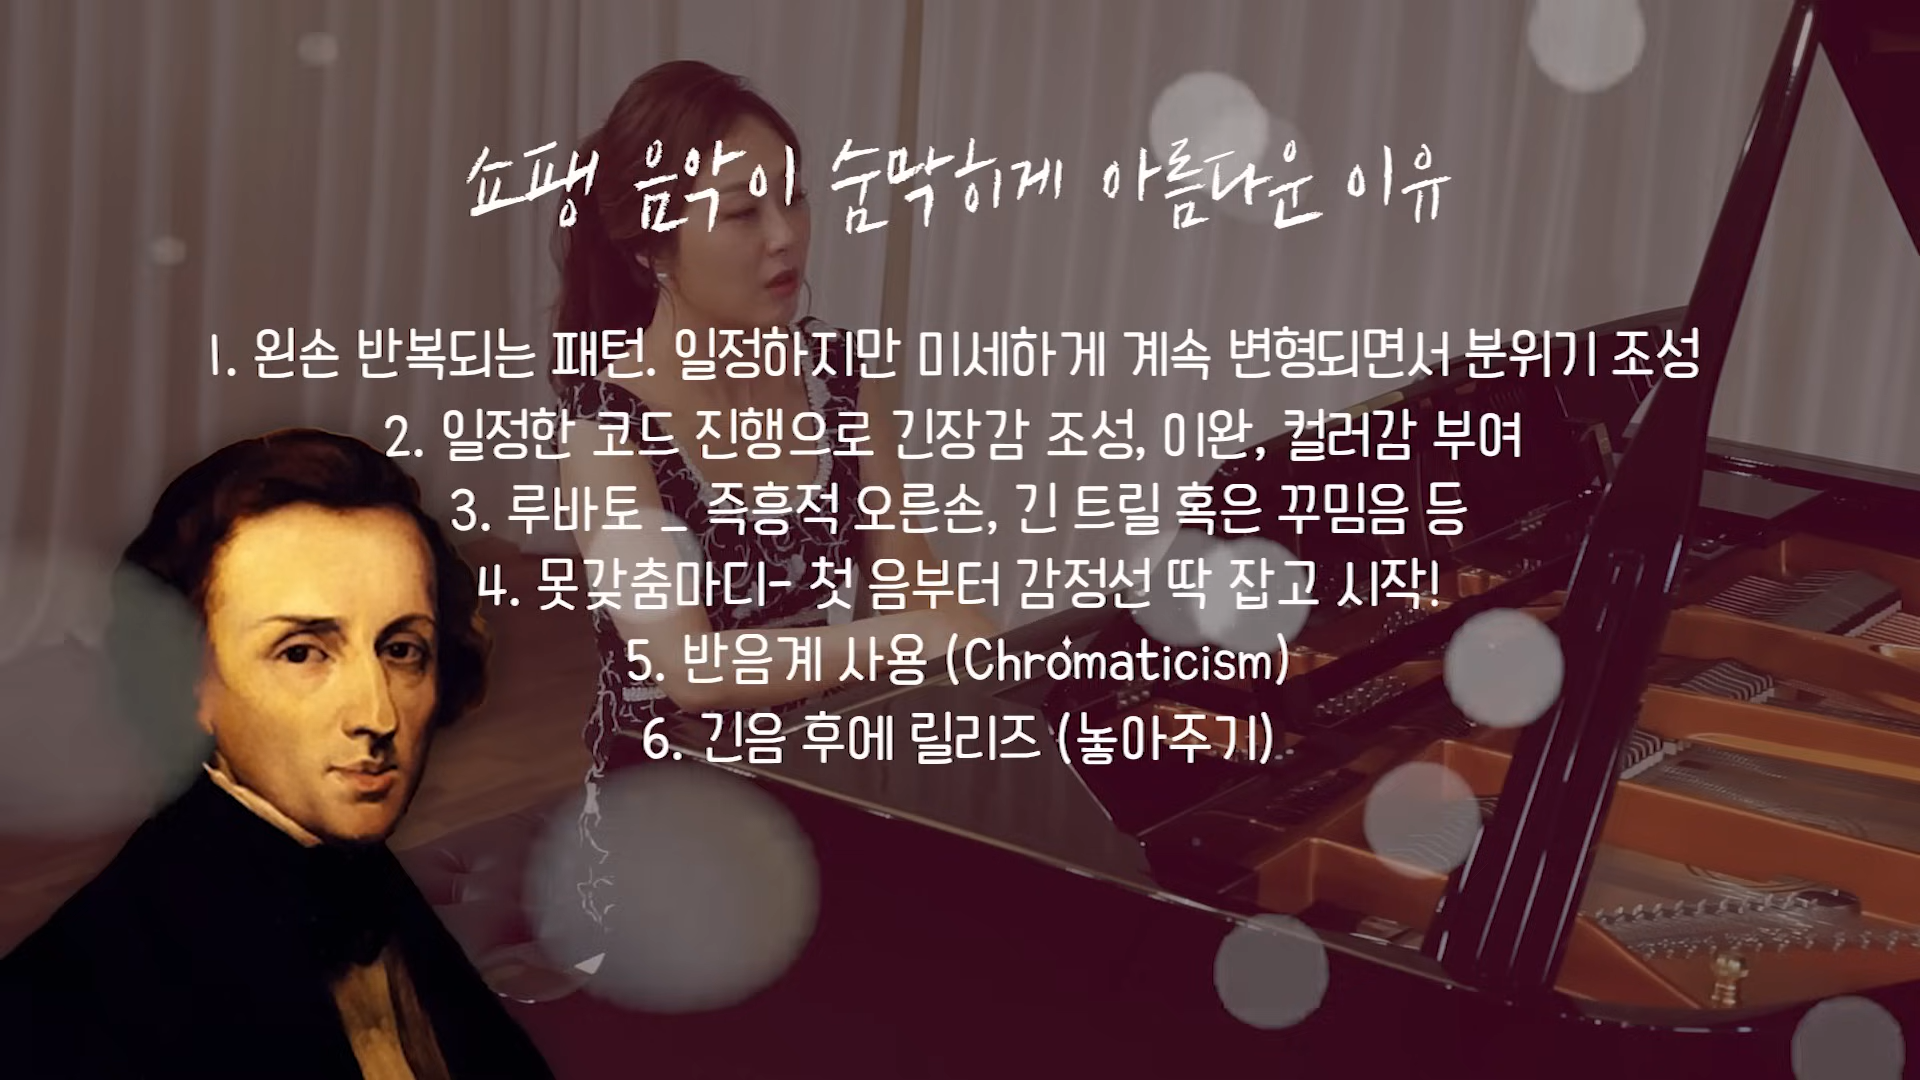 쇼팽 음악이 숨막히게 아름다운 이유
1. 왼손 반복되는 패턴. 일정하지만 미세하게 계속 변형되면서 분위기 조성
2. 일정한 코드 진행으로 긴장감 조성, 이완, 컬러감 부여
3. 루바토 _ 즉흥적 오른손, 긴 트릴 혹은 꾸밈음 등
4. 못갖춤마디- 첫 음부터 감정선 딱 잡고 시작!
5. 반음계 사용 (Chromaticism)
6. 긴음 후에 릴리즈 (놓아주기)